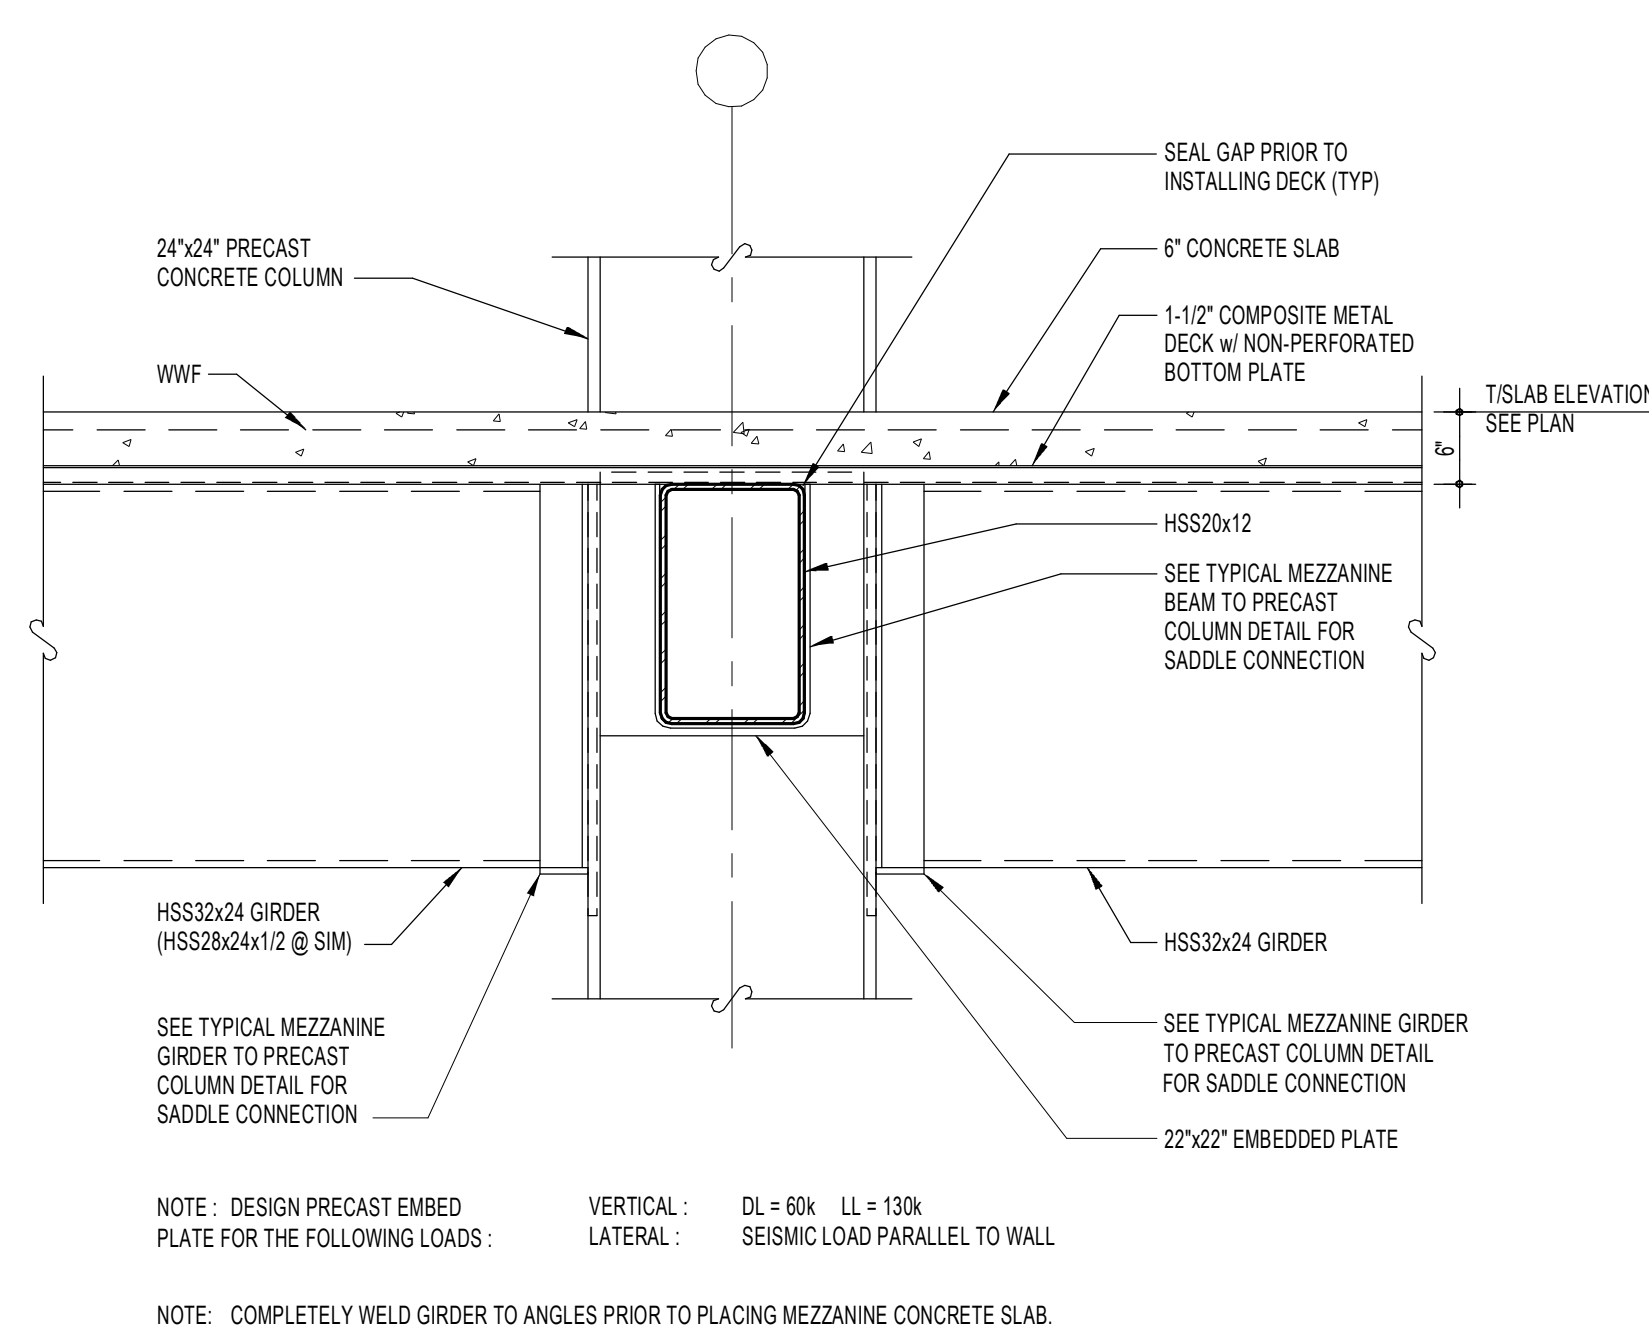 SEAL GAP PRIOR TO
INSTALLING DECK (TYP)
24"x24" PRECAST
CONCRETE COLUMN
6" CONCRETE SLAB
1-1/2" COMPOSITE METAL
DECK w/ NON-PERFORATED
BOTTOM PLATE
WWF
T/SLAB ELEVATION
SEE PLAN
6"
HSS20x12
SEE TYPICAL MEZZANINE
BEAM TO PRECAST
COLUMN DETAIL FOR
SADDLE CONNECTION
HSS32x24 GIRDER
(HSS28x24x1/2 @ SIM)
HSS32x24 GIRDER
SEE TYPICAL MEZZANINE
GIRDER TO PRECAST
COLUMN DETAIL FOR
SADDLE CONNECTION
SEE TYPICAL MEZZANINE GIRDER
TO PRECAST COLUMN DETAIL
FOR SADDLE CONNECTION
22"x22" EMBEDDED PLATE
NOTE : DESIGN PRECAST EMBED
PLATE FOR THE FOLLOWING LOADS :
VERTICAL : DL = 60k LL = 130k
LATERAL : SEISMIC LOAD PARALLEL TO WALL
NOTE: COMPLETELY WELD GIRDER TO ANGLES PRIOR TO PLACING MEZZANINE CONCRETE SLAB.